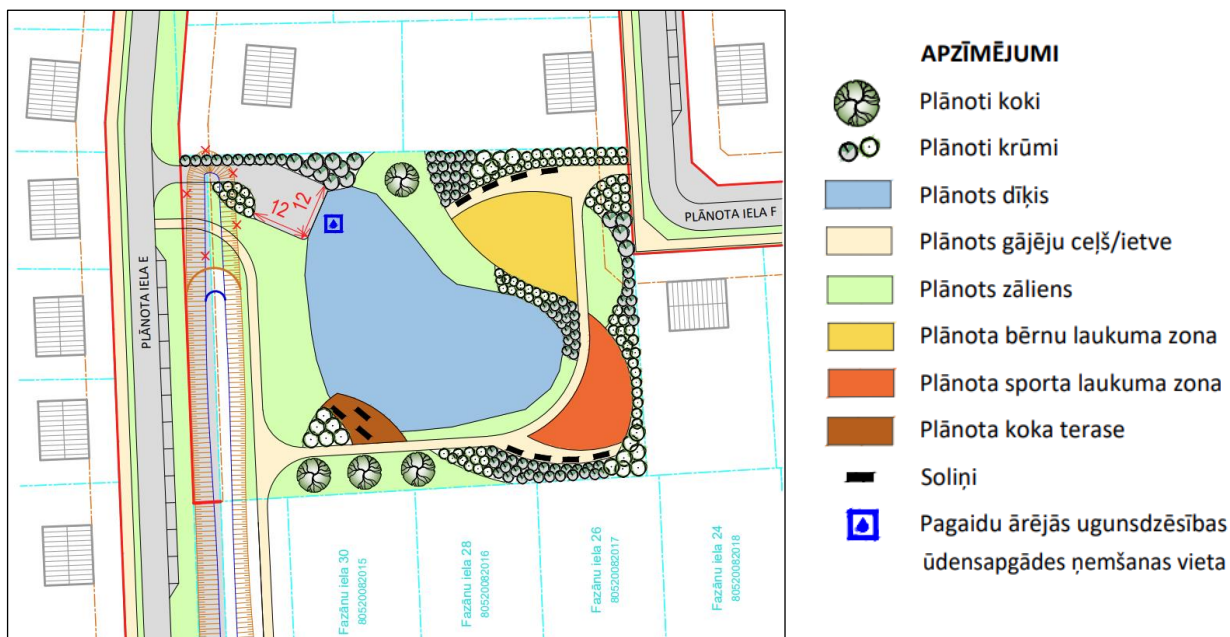 PLĀNOTA IELA E
12
12
PLĀNOTA IELA F
Fazānu iela 30
80520082015
Fazānu iela 28
80520082016
Fazānu iela 26
80520082017
Fazānu iela 24
80520082018
APZĪMĒJUMI
Plānoti koki
Plānoti krūmi
Plānots dīķis
Plānots gājēju ceļš/ietve
Plānots zāliens
Plānota bērnu laukuma zona
Plānota sporta laukuma zona
Plānota koka terase
Soliņi
Pagaidu ārējās ugunsdzēsības
ūdensapgādes ņemšanas vieta